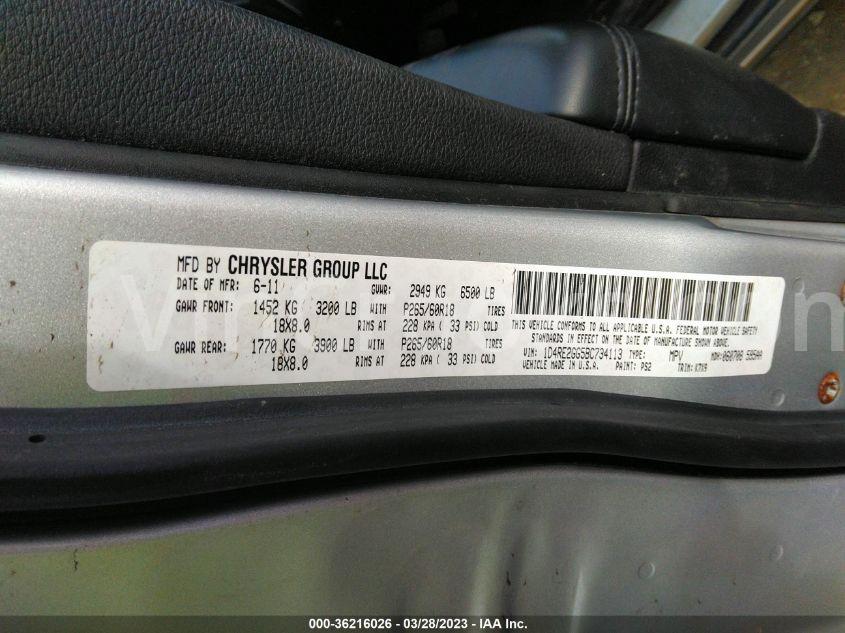 MFD BY CHRYSLER GROUP LLC
DATE OF MFR: 6-11 GVWR: 2949 KG 6500 LB
GAWR FRONT: 1452 KG 3200 LB WITH P265/60R18 TIRES
18X8.0 RIMS AT 228 KPA ( 33 PSI) COLD
GAWR REAR: 1770 KG 3900 LB WITH P265/60R18 TIRES
18X8.0 RIMS AT 228 KPA ( 33 PSI) COLD
THIS VEHICLE CONFORMS TO ALL APPLICABLE U.S.A. FEDERAL MOTOR VEHICLE SAFETY
STANDARDS IN EFFECT ON THE DATE OF MANUFACTURE SHOWN ABOVE.
VIN: 1D4RE2GG5BC734113 TYPE: MPV MDH: 060708
VEHICLE MADE IN U.S.A. PAINT: PS2 TRIM: K7X9
000-36216026 - 03/28/2023 - IAA Inc.